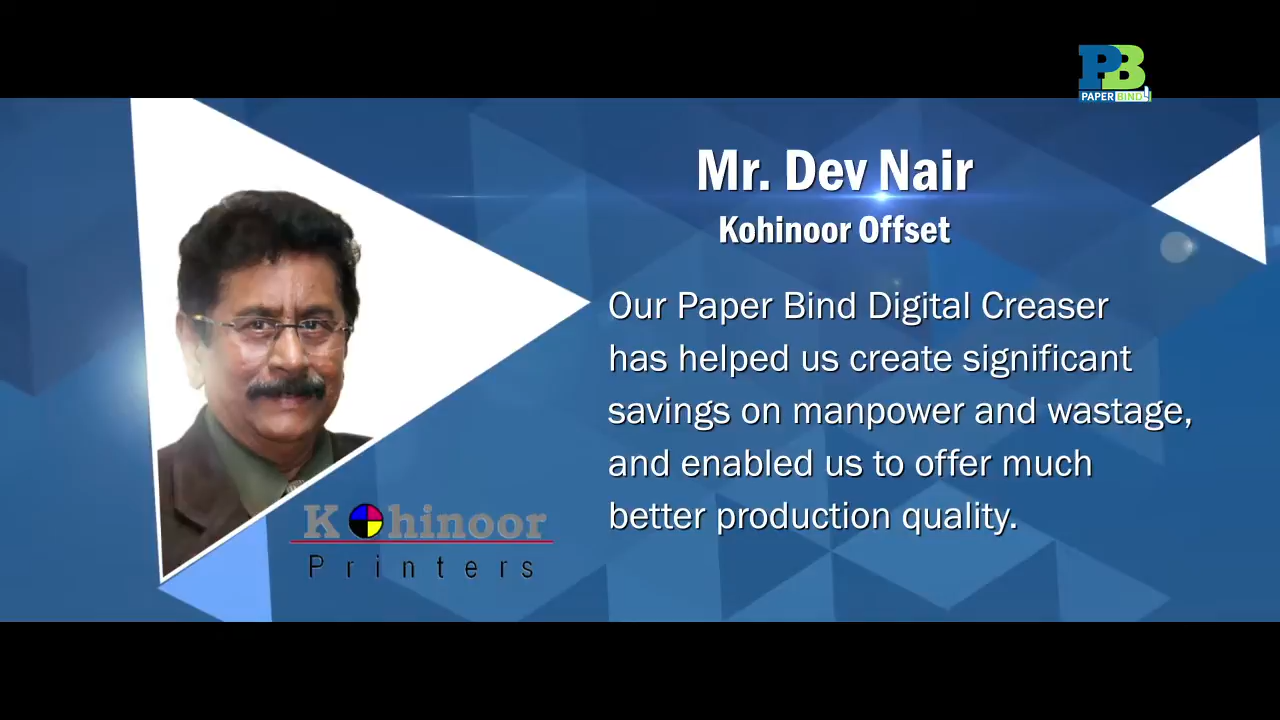 PB
PAPER BIND
Mr. Dev Nair
Kohinoor Offset
Our Paper Bind Digital Creaser
has helped us create significant
savings on manpower and wastage,
and enabled us to offer much
better production quality.
Kohinoor
Printers